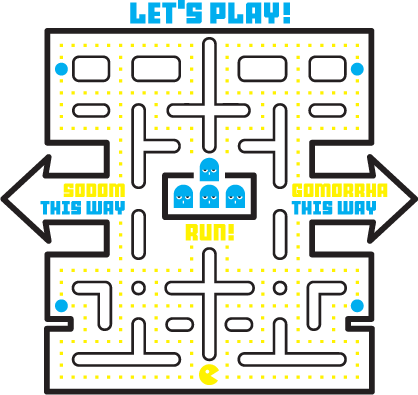 LET'S PLAY!
SODOM
THIS WAY
GOMORRHA
THIS WAY
RUN!